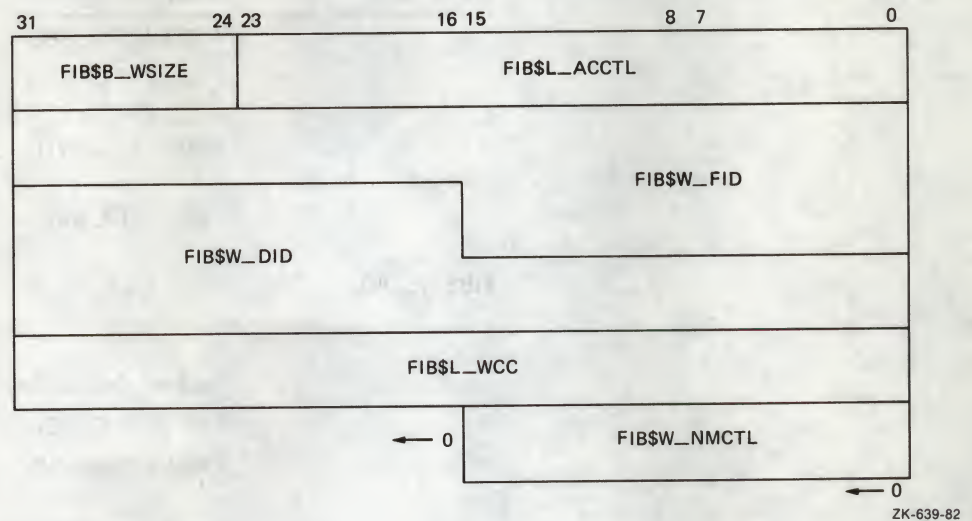 31 24 23 16 15 8 7 0
FIB$B_WSIZE FIB$L_ACCTL
FIB$W_FID
FIB$W_DID
FIB$L_WCC
← 0 FIB$W_NMCTL
← 0
ZK-639-82